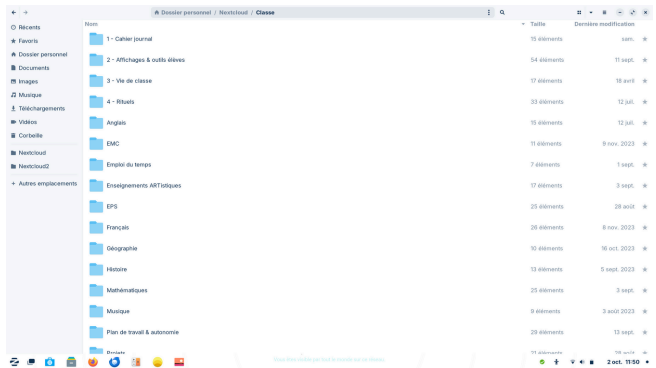 Dossier personnel / Nextcloud / Classe
Récents
Favoris
Dossier personnel
Documents
Images
Musique
Téléchargements
Vidéos
Corbeille
Nextcloud
Nextcloud2
+ Autres emplacements
Nom Taille Dernière modification
1 - Cahier journal 15 éléments sam.
2 - Affichages & outils élèves 54 éléments 11 sept.
3 - Vie de classe 17 éléments 18 avril
4 - Rituels 33 éléments 12 juil.
Anglais 15 éléments 12 juil.
EMC 11 éléments 9 nov. 2023
Emploi du temps 7 éléments 1 sept.
Enseignements ARTistiques 17 éléments 3 sept.
EPS 25 éléments 28 août
Français 26 éléments 8 nov. 2023
Géographie 10 éléments 16 oct. 2023
Histoire 13 éléments 5 sept. 2023
Mathématiques 25 éléments 3 sept.
Musique 9 éléments 3 août 2023
Plan de travail & autonomie 29 éléments 13 sept.
Projets 28 août
2 oct. 11:50